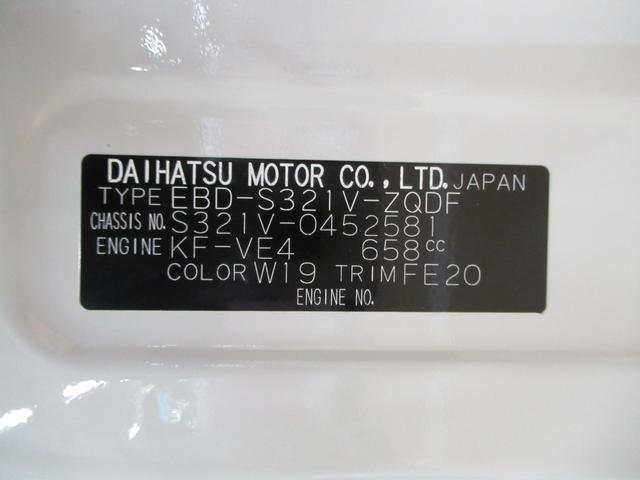 DAIHATSU MOTOR CO., LTD. JAPAN
TYPE EBD-S321V-ZQDF
CHASSIS NO. S321V-0452581
ENGINE KF-VE4 658cc
COLOR W19 TRIM FE20
ENGINE NO.